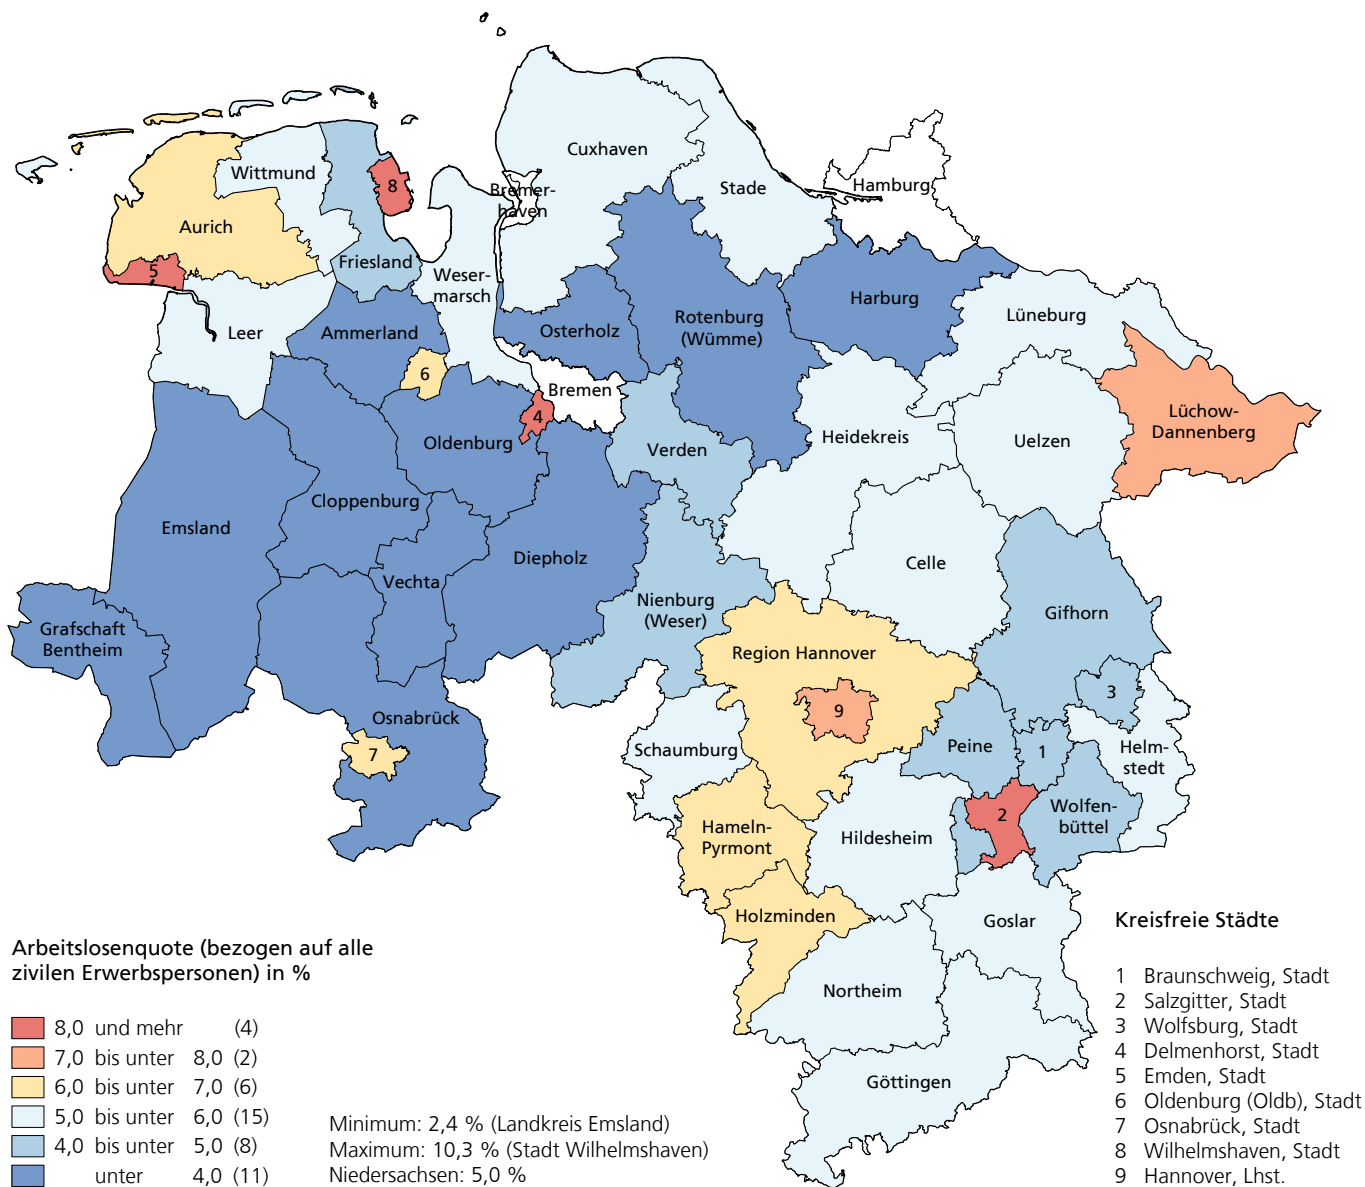 Cuxhaven
Wittmund
Stade
8
Hamburg
Bremer-
haven
Aurich
5
Friesland
Weser-
marsch
Harburg
Lüneburg
Leer
Ammerland
Osterholz
Rotenburg
(Wümme)
6
Bremen
4
Oldenburg
Verden
Heidekreis
Uelzen
Lüchow-
Dannenberg
Cloppenburg
Emsland
Diepholz
Celle
Vechta
Nienburg
(Weser)
Gifhorn
Grafschaft
Bentheim
Region Hannover
3
9
Osnabrück
7
Schaumburg
Peine
1
Helm-
stedt
2
Wolfen-
büttel
Hameln-
Pyrmont
Hildesheim
Holzminden
Goslar
Northeim
Göttingen
Arbeitslosenquote (bezogen auf alle
zivilen Erwerbspersonen) in %
8,0 und mehr (4)
7,0 bis unter 8,0 (2)
6,0 bis unter 7,0 (6)
5,0 bis unter 6,0 (15)
4,0 bis unter 5,0 (8)
unter 4,0 (11)
Minimum: 2,4 % (Landkreis Emsland)
Maximum: 10,3 % (Stadt Wilhelmshaven)
Niedersachsen: 5,0 %
Kreisfreie Städte
1 Braunschweig, Stadt
2 Salzgitter, Stadt
3 Wolfsburg, Stadt
4 Delmenhorst, Stadt
5 Emden, Stadt
6 Oldenburg (Oldb), Stadt
7 Osnabrück, Stadt
8 Wilhelmshaven, Stadt
9 Hannover, Lhst.